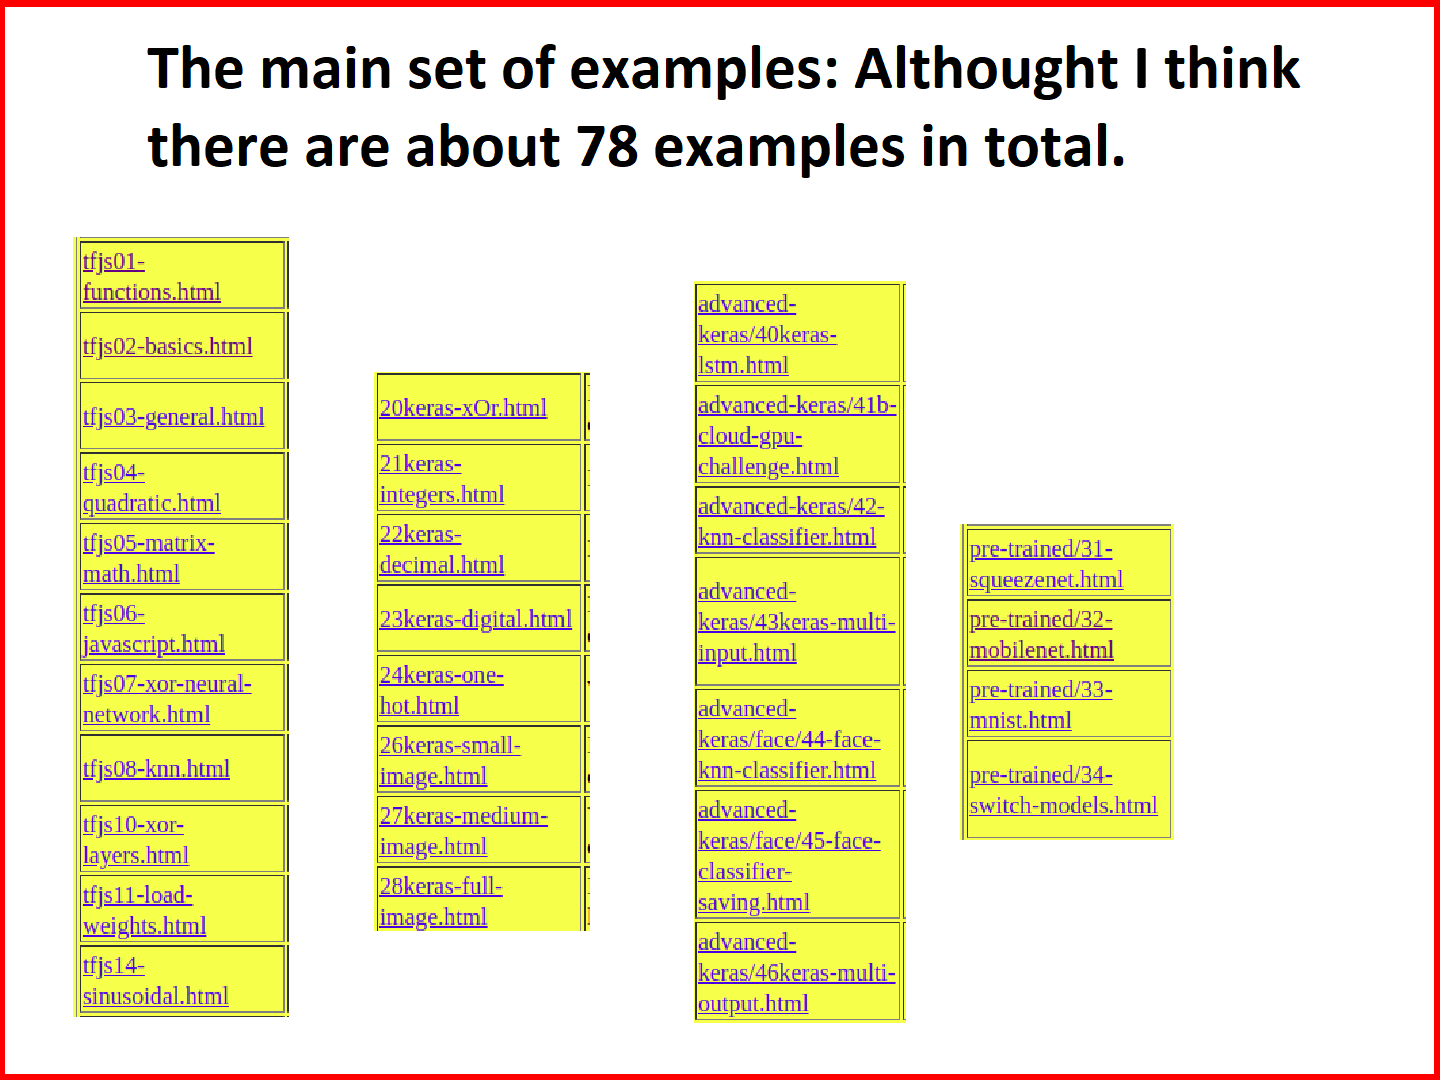 The main set of examples: Althought I think
there are about 78 examples in total.
tfjs01-
functions.html
tfjs02-basics.html
tfjs03-general.html
tfjs04-
quadratic.html
tfjs05-matrix-
math.html
tfjs06-
javascript.html
tfjs07-xor-neural-
network.html
tfjs08-knn.html
tfjs10-xor-
layers.html
tfjs11-load-
weights.html
tfjs14-
sinusoidal.html
20keras-xOr.html
21keras-
integers.html
22keras-
decimal.html
23keras-digital.html
24keras-one-
hot.html
26keras-small-
image.html
27keras-medium-
image.html
28keras-full-
image.html
advanced-
keras/40keras-
lstm.html
advanced-keras/41b-
cloud-gpu-
challenge.html
advanced-keras/42-
knn-classifier.html
advanced-
keras/43keras-multi-
input.html
advanced-
keras/face/44-face-
knn-classifier.html
advanced-
keras/face/45-face-
classifier-
saving.html
advanced-
keras/46keras-multi-
output.html
pre-trained/31-
squeezenet.html
pre-trained/32-
mobilenet.html
pre-trained/33-
mnist.html
pre-trained/34-
switch-models.html